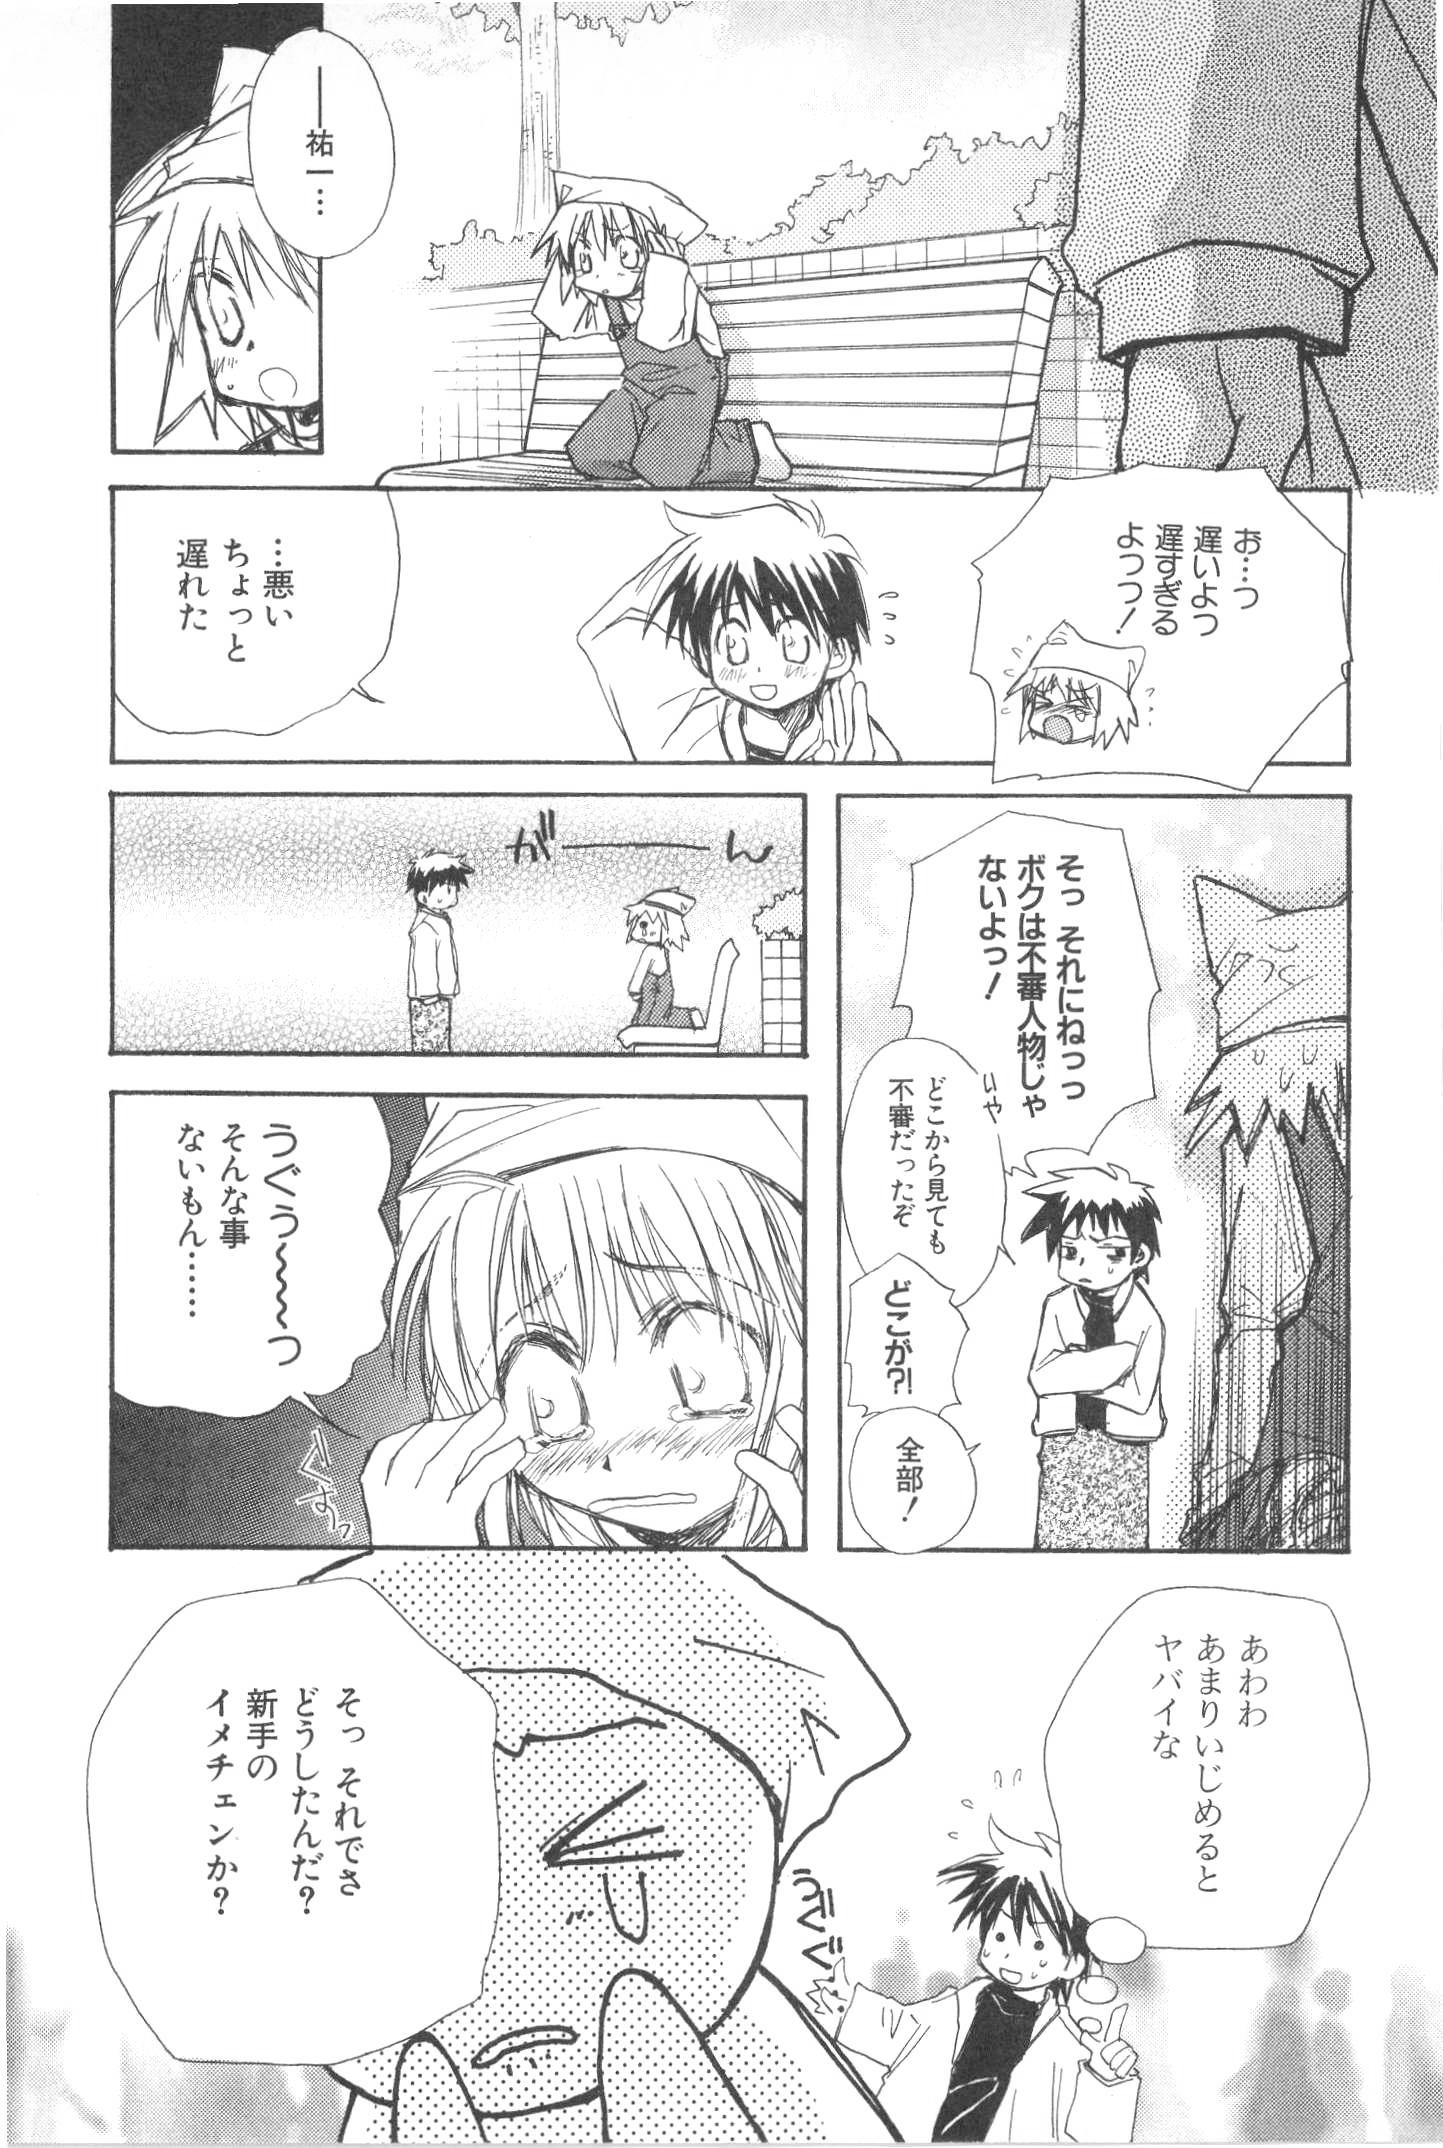 ――祐一…
お…っ
遅いよっ
遅すぎる
よっっ！
…悪い
ちょっと
遅れた
そっ それにねっっ
ボクは不審人物じゃ
ないよっ！
いや
どこから見ても
不審だったぞ
どこが?!
全部！
がーーーん
うぐぅ〜〜〜っ
そんな事
ないもん……
ぐすっ
あわわ
あまりいじめると
ヤバイな
そっ それでさ
どうしたんだ？
新手の
イメチェンか？
うぐぅ